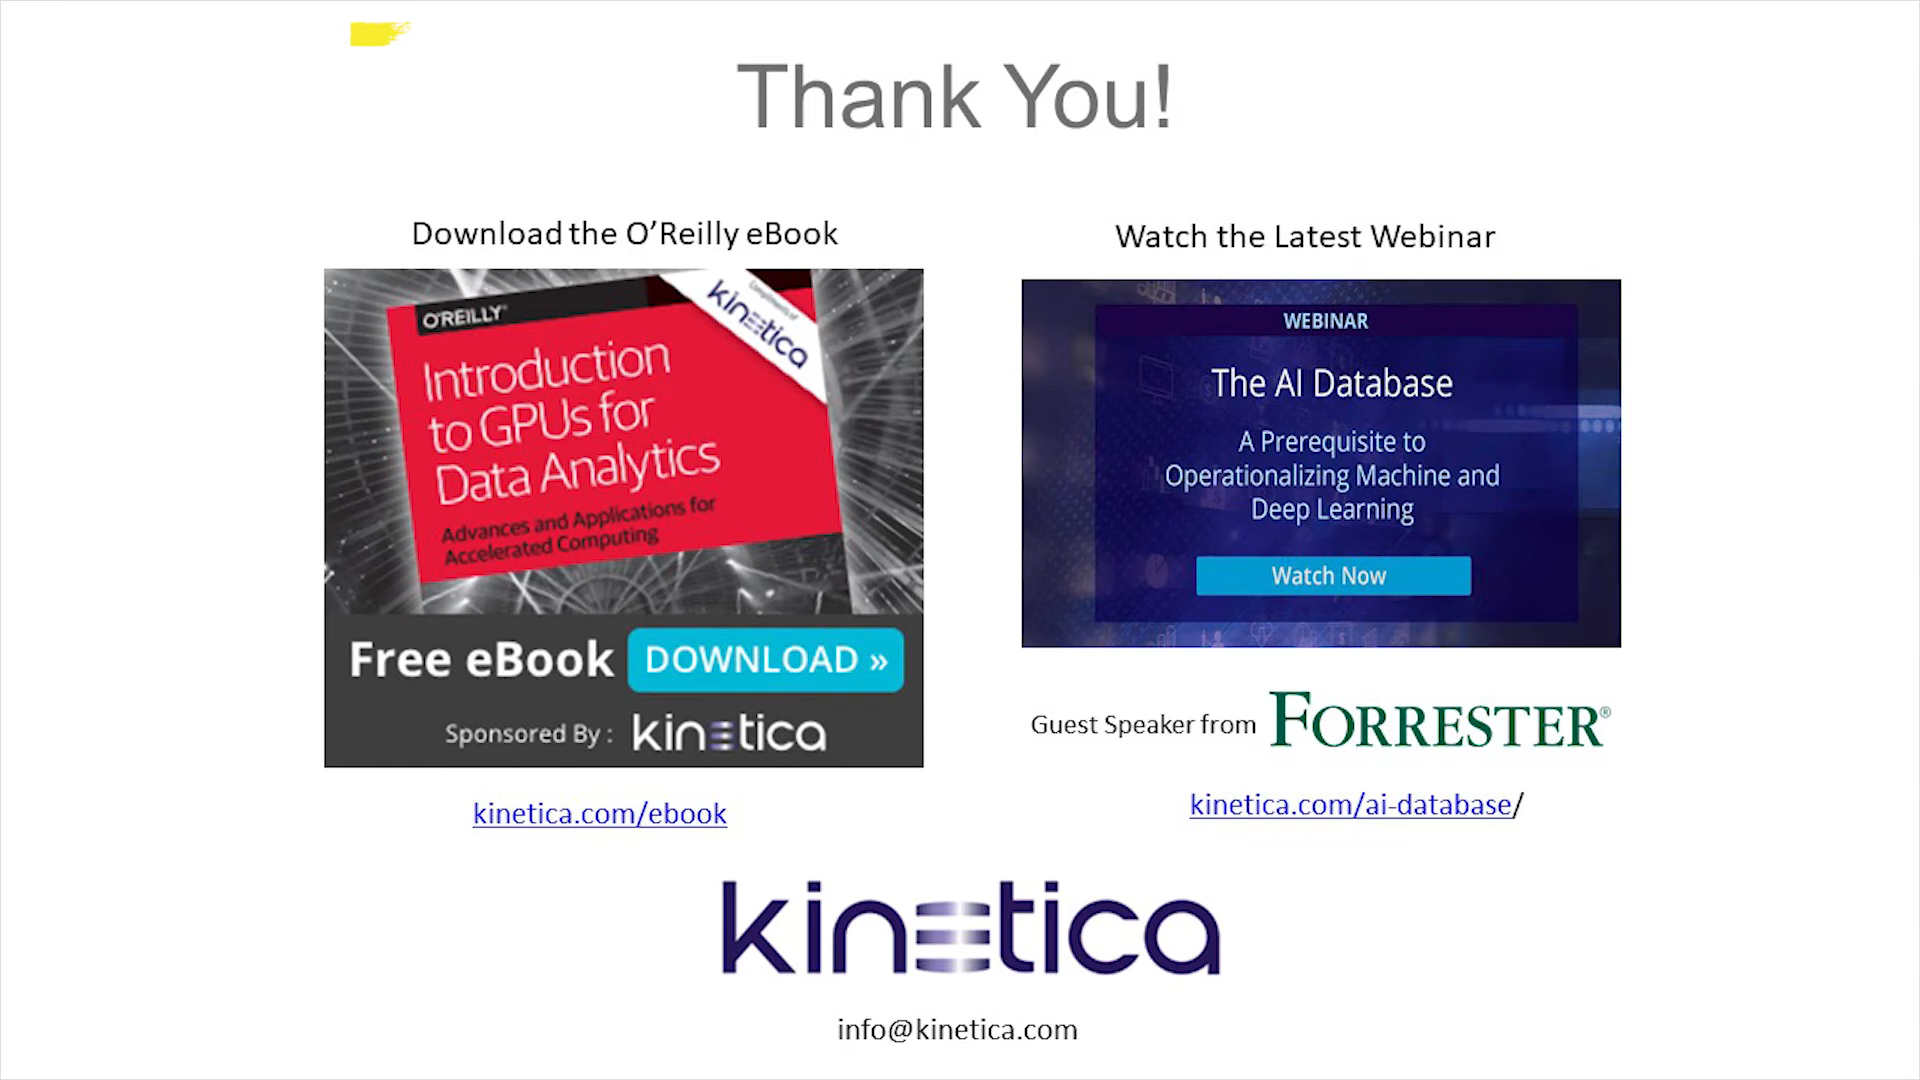 Thank You!
Download the O’Reilly eBook
O'REILLY®
Compliments of
kinetica
Introduction
to GPUs for
Data Analytics
Advances and Applications for
Accelerated Computing
Free eBook
DOWNLOAD »
Sponsored By :
kinetica
kinetica.com/ebook
Watch the Latest Webinar
WEBINAR
The AI Database
A Prerequisite to
Operationalizing Machine and
Deep Learning
Watch Now
Guest Speaker from FORRESTER®
kinetica.com/ai-database/
kinetica
info@kinetica.com